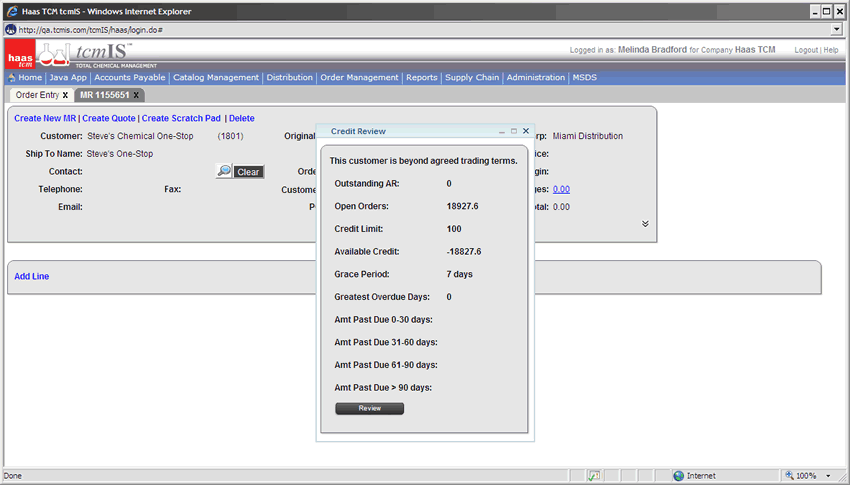 Haas TCM tcmIS - Windows Internet Explorer
http://qa.tcmis.com/tcmIS/haas/login.do#
haas tcm tcmIS™ TOTAL CHEMICAL MANAGEMENT
Logged in as: Melinda Bradford for Company Haas TCM Logout | Help
Home | Java App | Accounts Payable | Catalog Management | Distribution | Order Management | Reports | Supply Chain | Administration | MSDS
Order Entry x MR 1155651 x
Create New MR | Create Quote | Create Scratch Pad | Delete
Customer: Steve's Chemical One-Stop (1801) Original rp: Miami Distribution
Ship To Name: Steve's One-Stop ice:
Contact: Clear Orde gin:
Telephone: Fax: Custome ges: 0.00
Email: P tal: 0.00
Add Line
Credit Review
This customer is beyond agreed trading terms.
Outstanding AR: 0
Open Orders: 18927.6
Credit Limit: 100
Available Credit: -18827.6
Grace Period: 7 days
Greatest Overdue Days: 0
Amt Past Due 0-30 days:
Amt Past Due 31-60 days:
Amt Past Due 61-90 days:
Amt Past Due > 90 days:
Review
Done Internet 100%